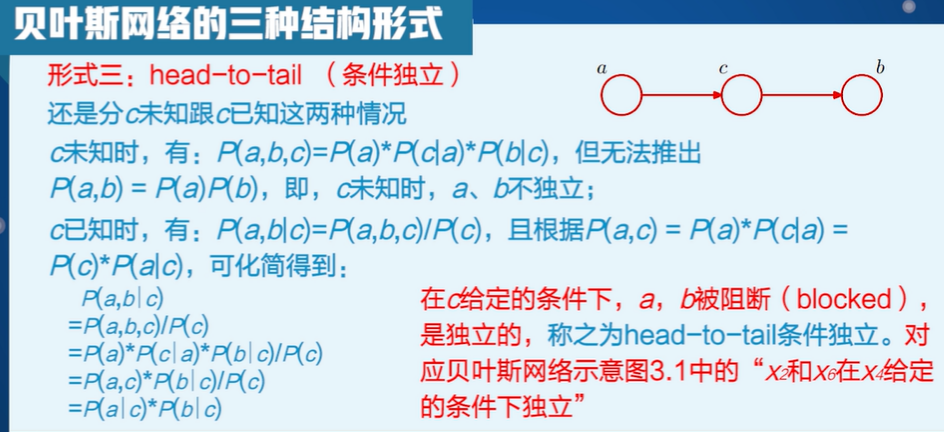 贝叶斯网络的三种结构形式
形式三：head-to-tail （条件独立）
a c b
还是分c未知跟c已知这两种情况
c未知时，有：P(a,b,c)=P(a)*P(c|a)*P(b|c)，但无法推出
P(a,b) = P(a)P(b)，即，c未知时，a、b不独立；
c已知时，有：P(a,b|c)=P(a,b,c)/P(c)，且根据P(a,c) = P(a)*P(c|a) =
P(c)*P(a|c)，可化简得到：
P(a,b|c)
=P(a,b,c)/P(c)
=P(a)*P(c|a)*P(b|c)/P(c)
=P(a,c)*P(b|c)/P(c)
=P(a|c)*P(b|c)
在c给定的条件下，a，b被阻断（blocked），
是独立的，称之为head-to-tail条件独立。对
应贝叶斯网络示意图3.1中的“x2和x6在x4给定
的条件下独立”